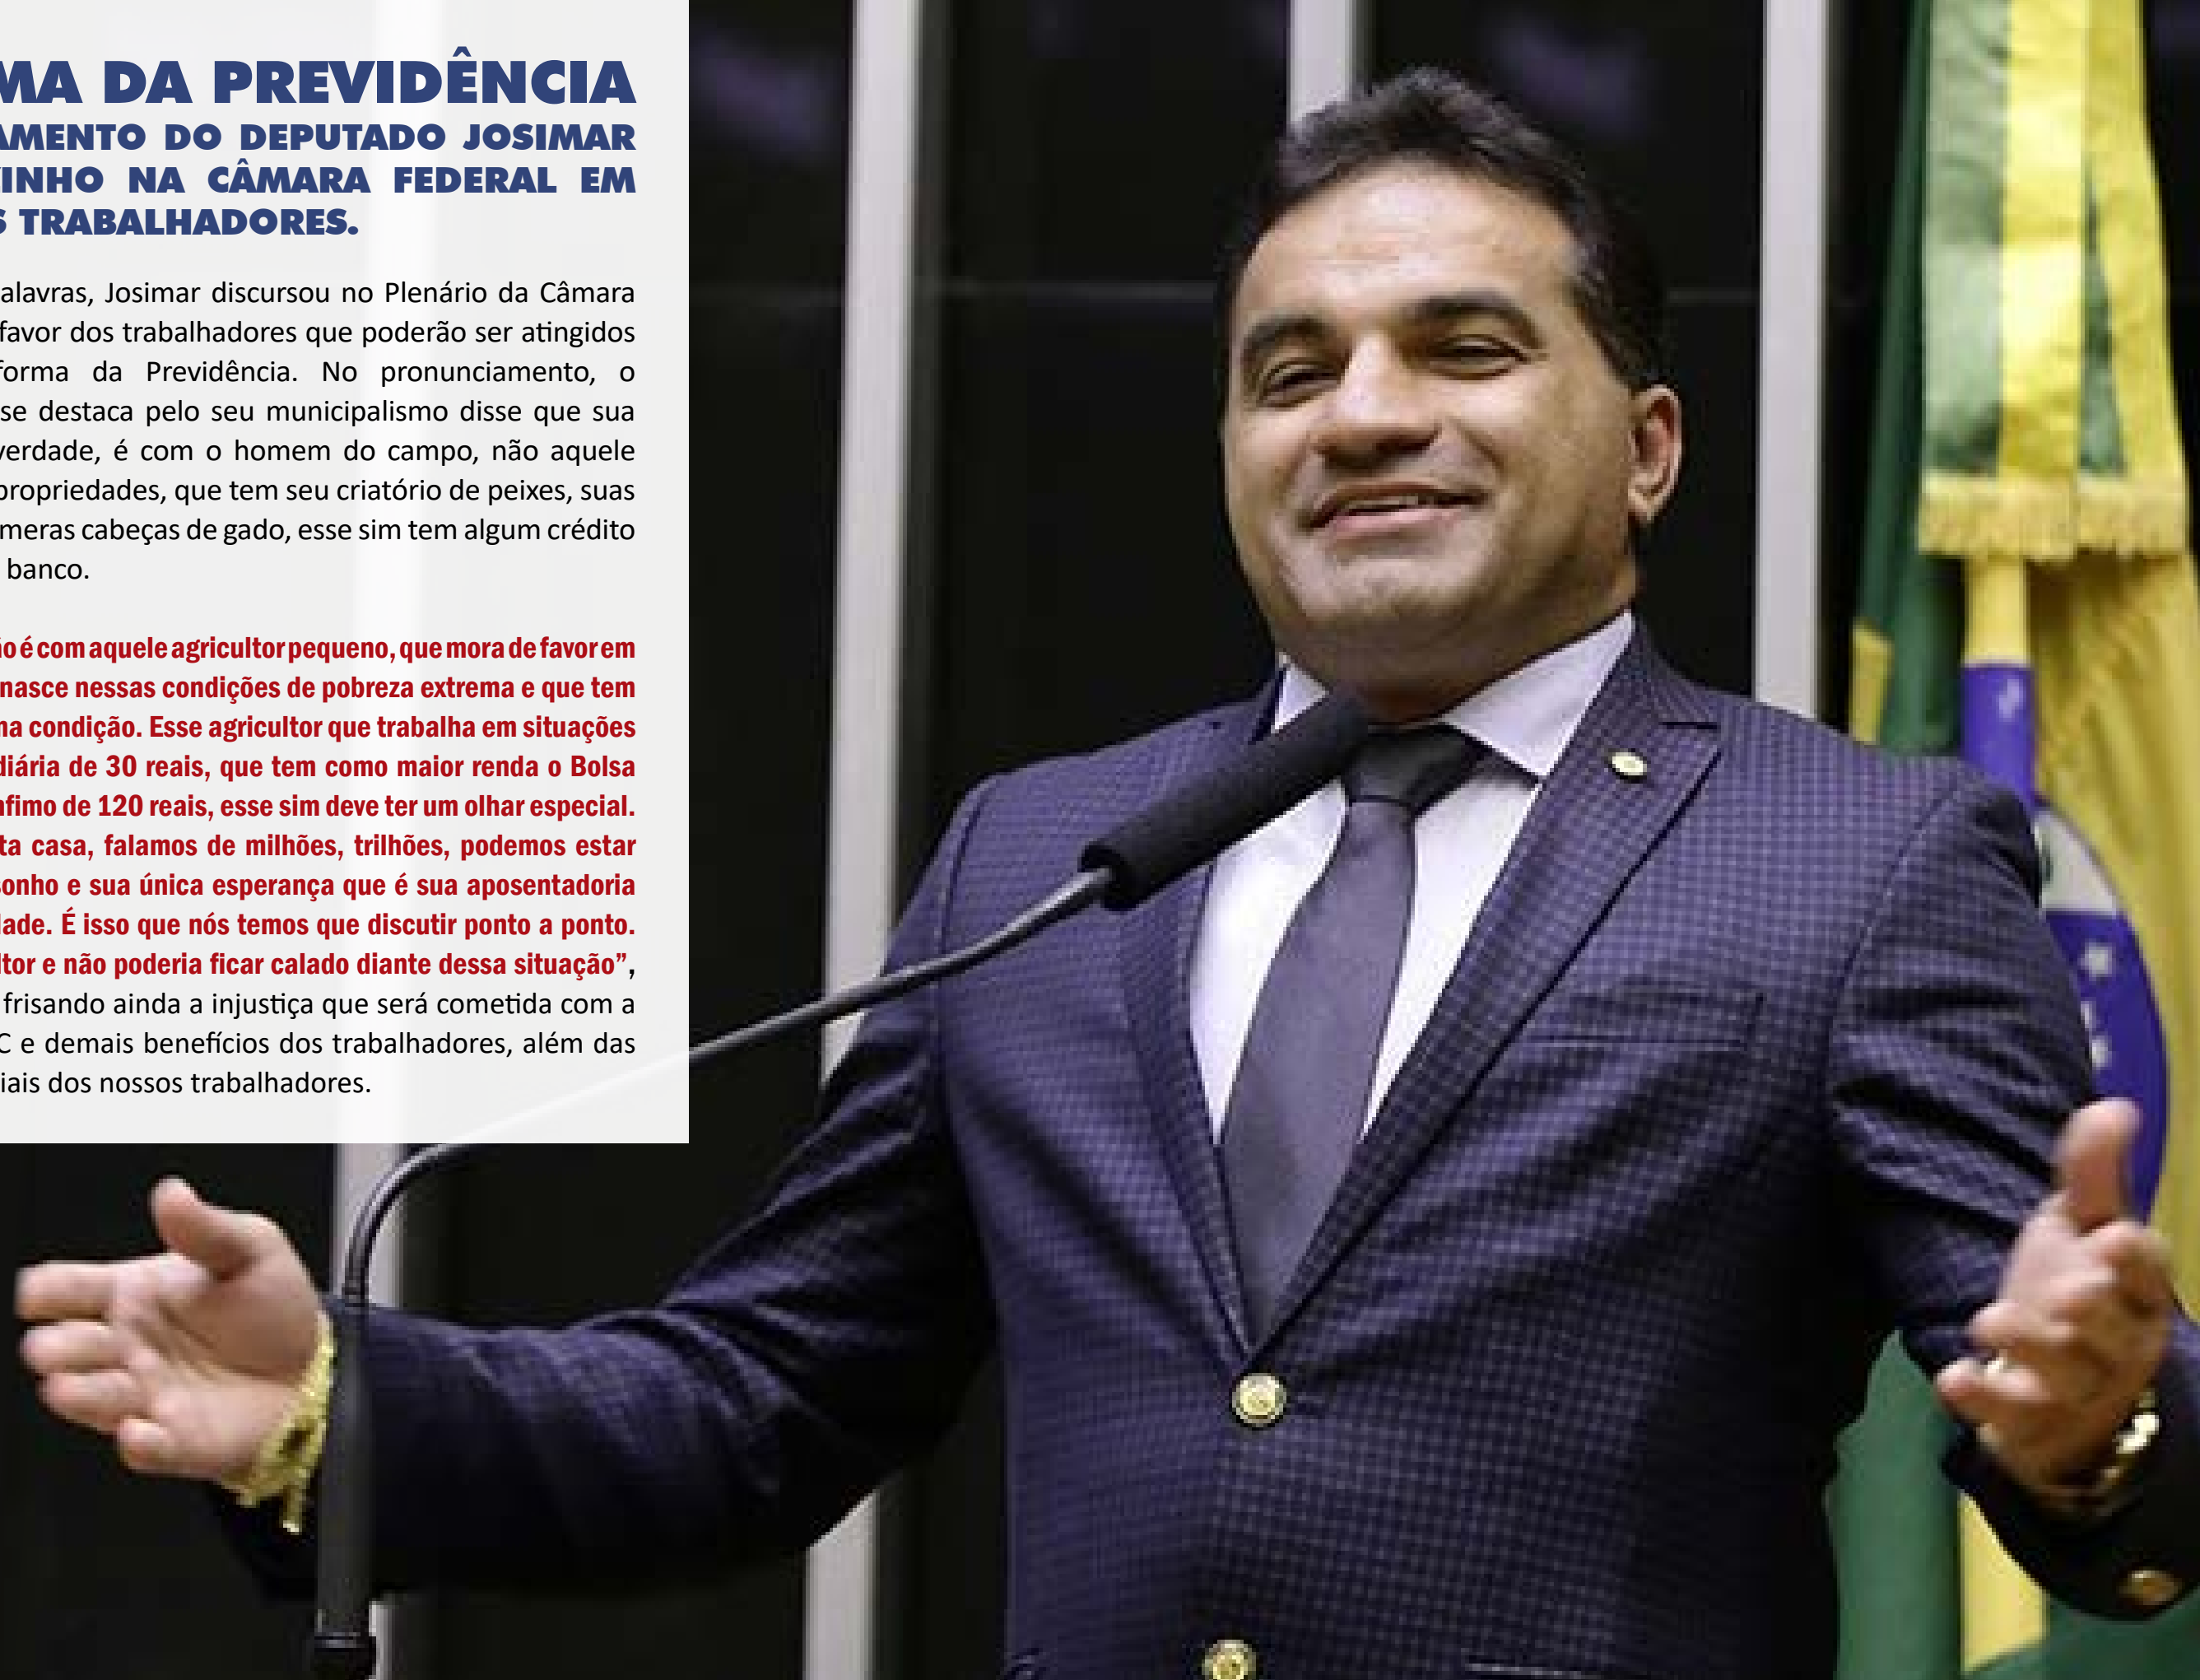 MA DA PREVIDÊNCIA
AMENTO DO DEPUTADO JOSIMAR
INHO NA CÂMARA FEDERAL EM
S TRABALHADORES.
alavras, Josimar discursou no Plenário da Câmara
favor dos trabalhadores que poderão ser atingidos
forma da Previdência. No pronunciamento, o
se destaca pelo seu municipalismo disse que sua
verdade, é com o homem do campo, não aquele
propriedades, que tem seu criatório de peixes, suas
meras cabeças de gado, esse sim tem algum crédito
banco.
ão é com aquele agricultor pequeno, que mora de favor em
nasce nessas condições de pobreza extrema e que tem
ma condição. Esse agricultor que trabalha em situações
diária de 30 reais, que tem como maior renda o Bolsa
nfimo de 120 reais, esse sim deve ter um olhar especial.
ta casa, falamos de milhões, trilhões, podemos estar
sonho e sua única esperança que é sua aposentadoria
dade. É isso que nós temos que discutir ponto a ponto.
ltor e não poderia ficar calado diante dessa situação”,
frisando ainda a injustiça que será cometida com a
C e demais benefícios dos trabalhadores, além das
iais dos nossos trabalhadores.